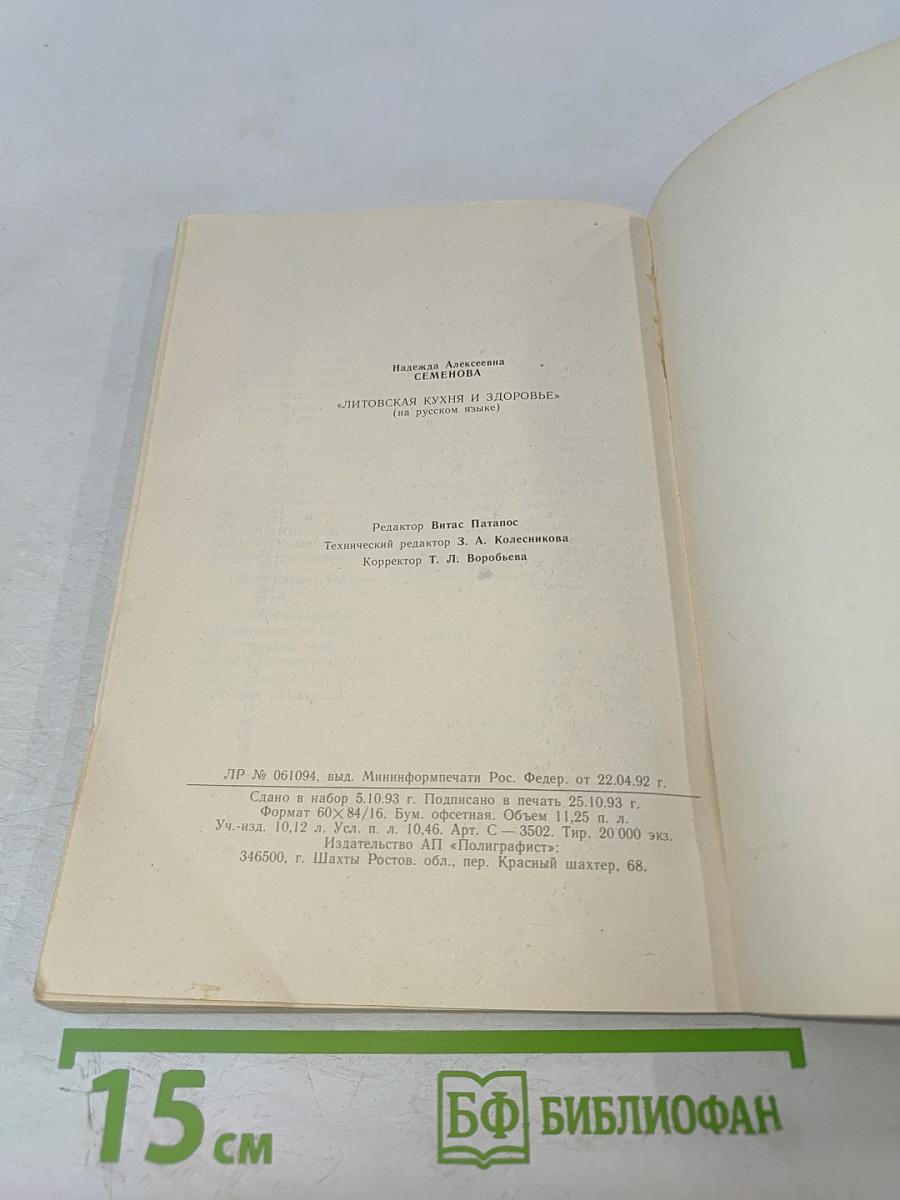 Надежда Алексеевна
СЕМЕНОВА
«ЛИТОВСКАЯ КУХНЯ И ЗДОРОВЬЕ»
(на русском языке)
Редактор Витас Патапос
Технический редактор З. А. Колесникова
Корректор Т. Л. Воробьева
ЛР № 061094, выд. Мининформпечати Рос. Федер. от 22.04.92 г.
Сдано в набор 5.10.93 г. Подписано в печать 25.10.93 г.
Формат 60×84/16. Бум. офсетная. Объем 11,25 п. л.
Уч.-изд. 10,12 л. Усл. п. л. 10,46. Арт. С — 3502. Тир. 20 000 экз.
Издательство АП «Полиграфист»:
346500, г. Шахты Ростов. обл., пер. Красный шахтер, 68.
15 см
БФ БИБЛИОФАН